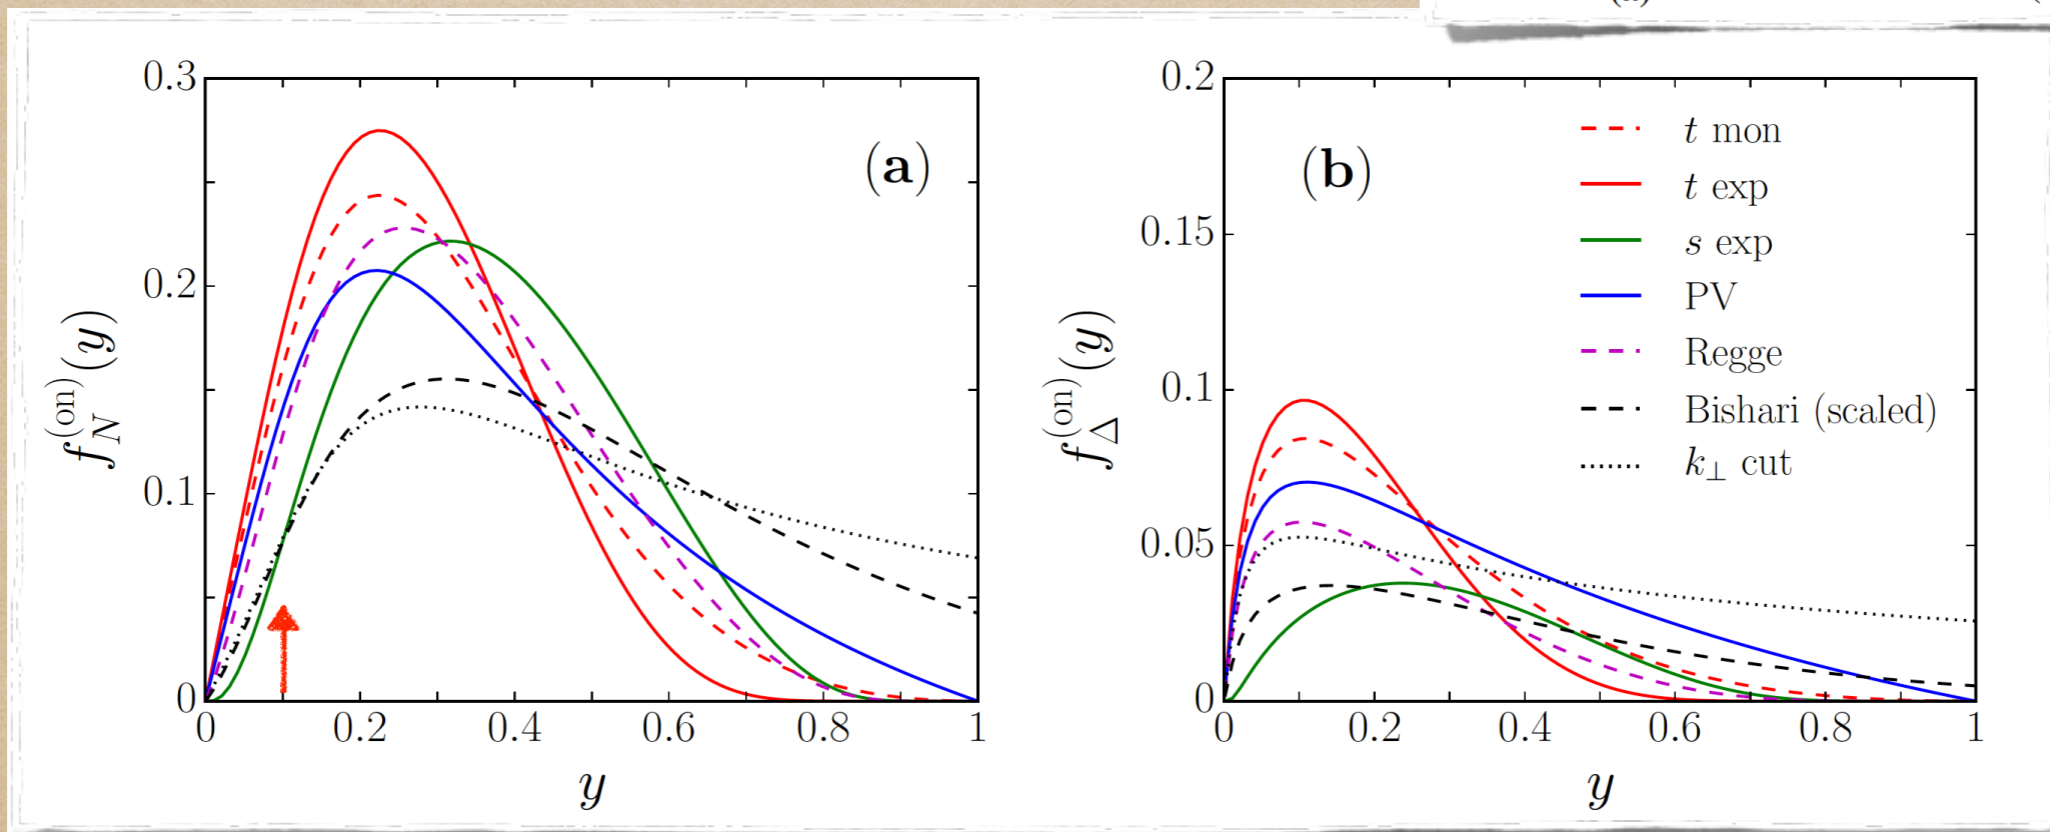 (a)
0.3
0.2
0.1
0
0 0.2 0.4 0.6 0.8 1
y
f_N^{(on)}(y)
(b)
0.2
0.15
0.1
0.05
0
0 0.2 0.4 0.6 0.8 1
y
f_Δ^{(on)}(y)
t mon
t exp
s exp
PV
Regge
Bishari (scaled)
k_⊥ cut